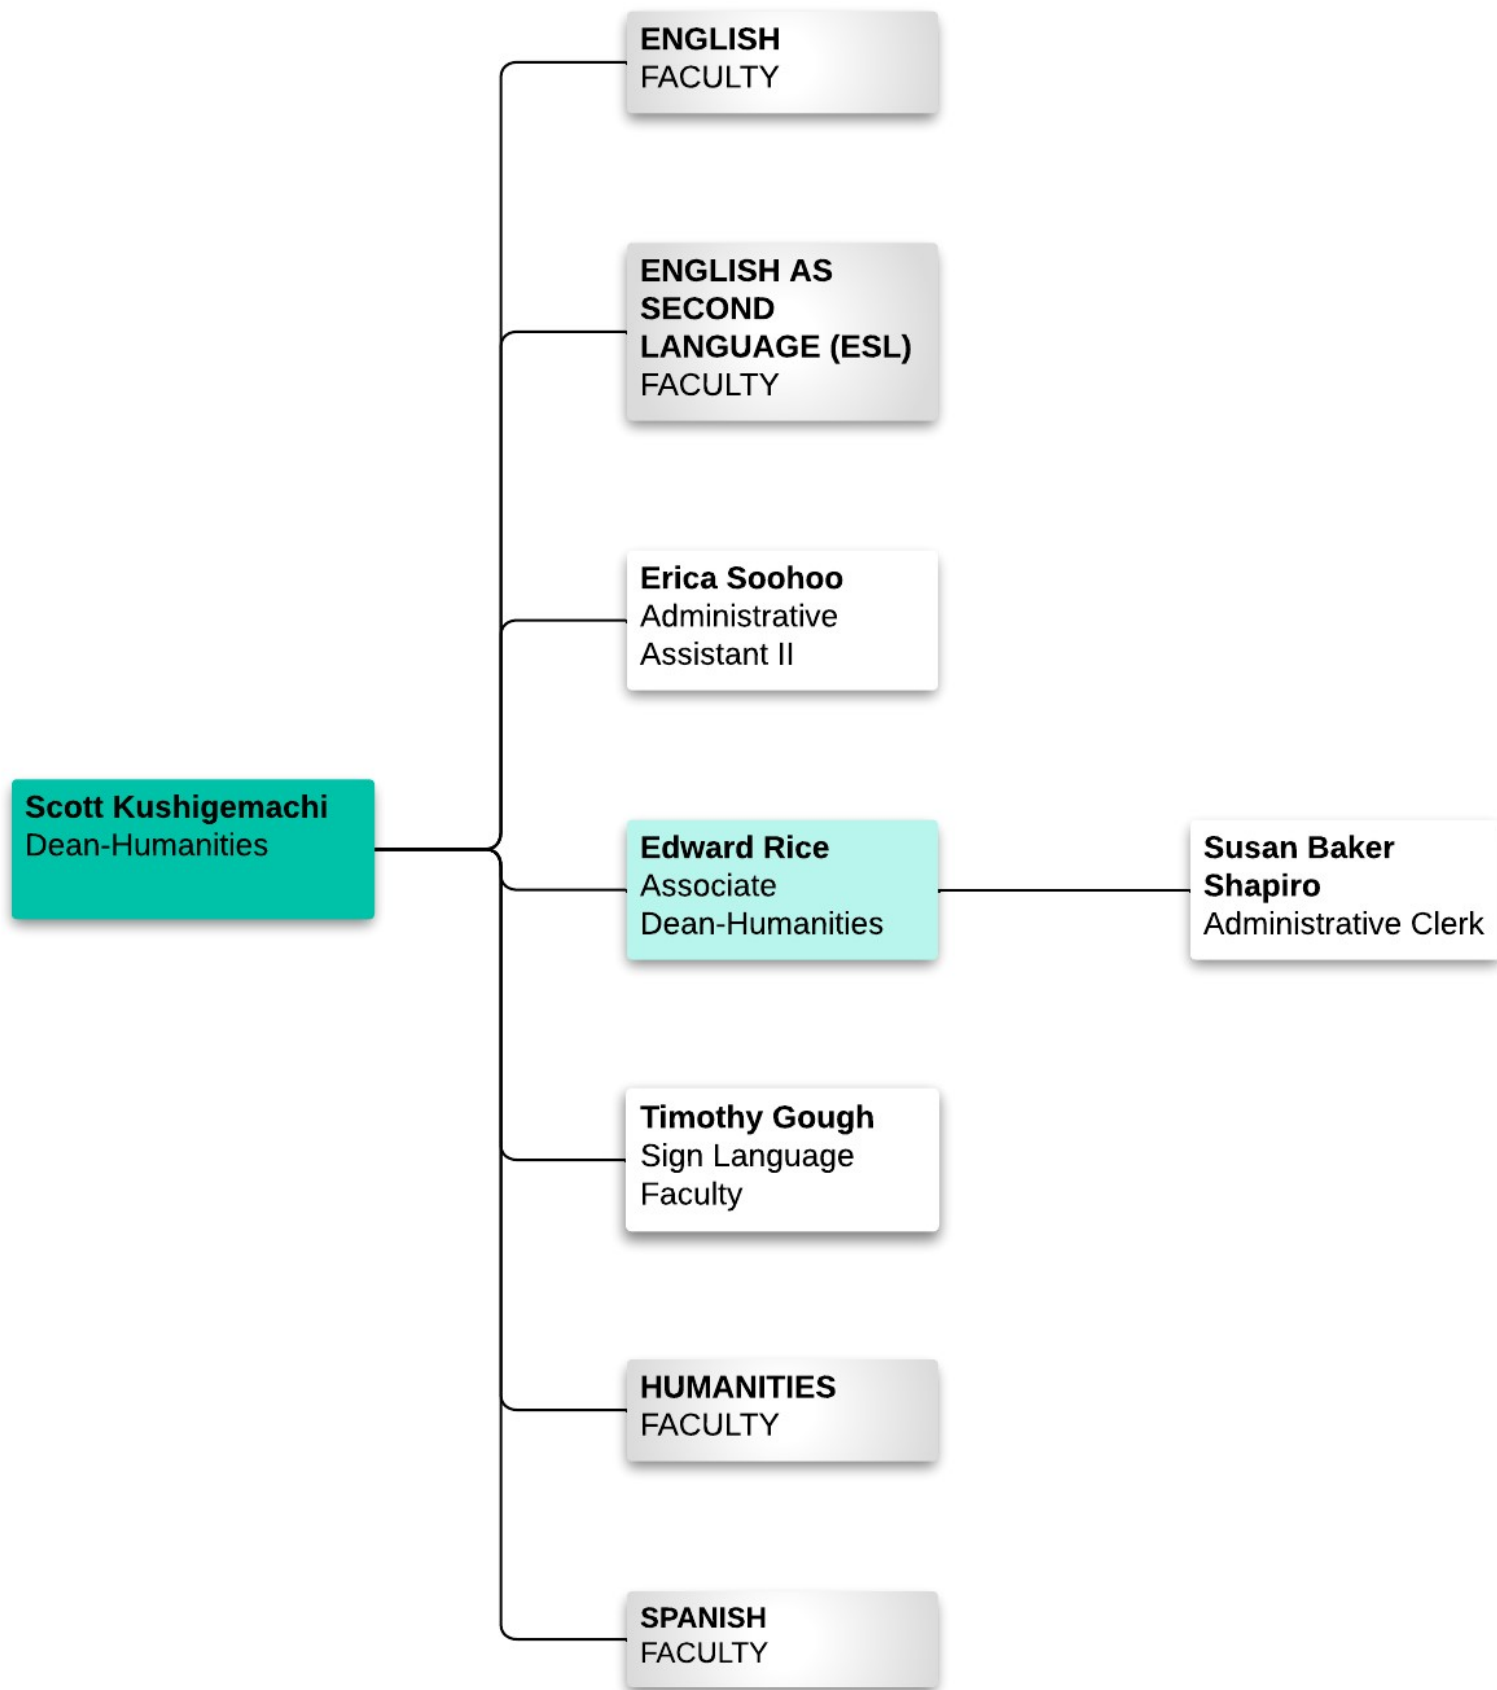 ENGLISH
FACULTY
ENGLISH AS
SECOND
LANGUAGE (ESL)
FACULTY
Erica Soohoo
Administrative
Assistant II
Scott Kushigemachi
Dean-Humanities
Edward Rice
Associate
Dean-Humanities
Susan Baker
Shapiro
Administrative Clerk
Timothy Gough
Sign Language
Faculty
HUMANITIES
FACULTY
SPANISH
FACULTY